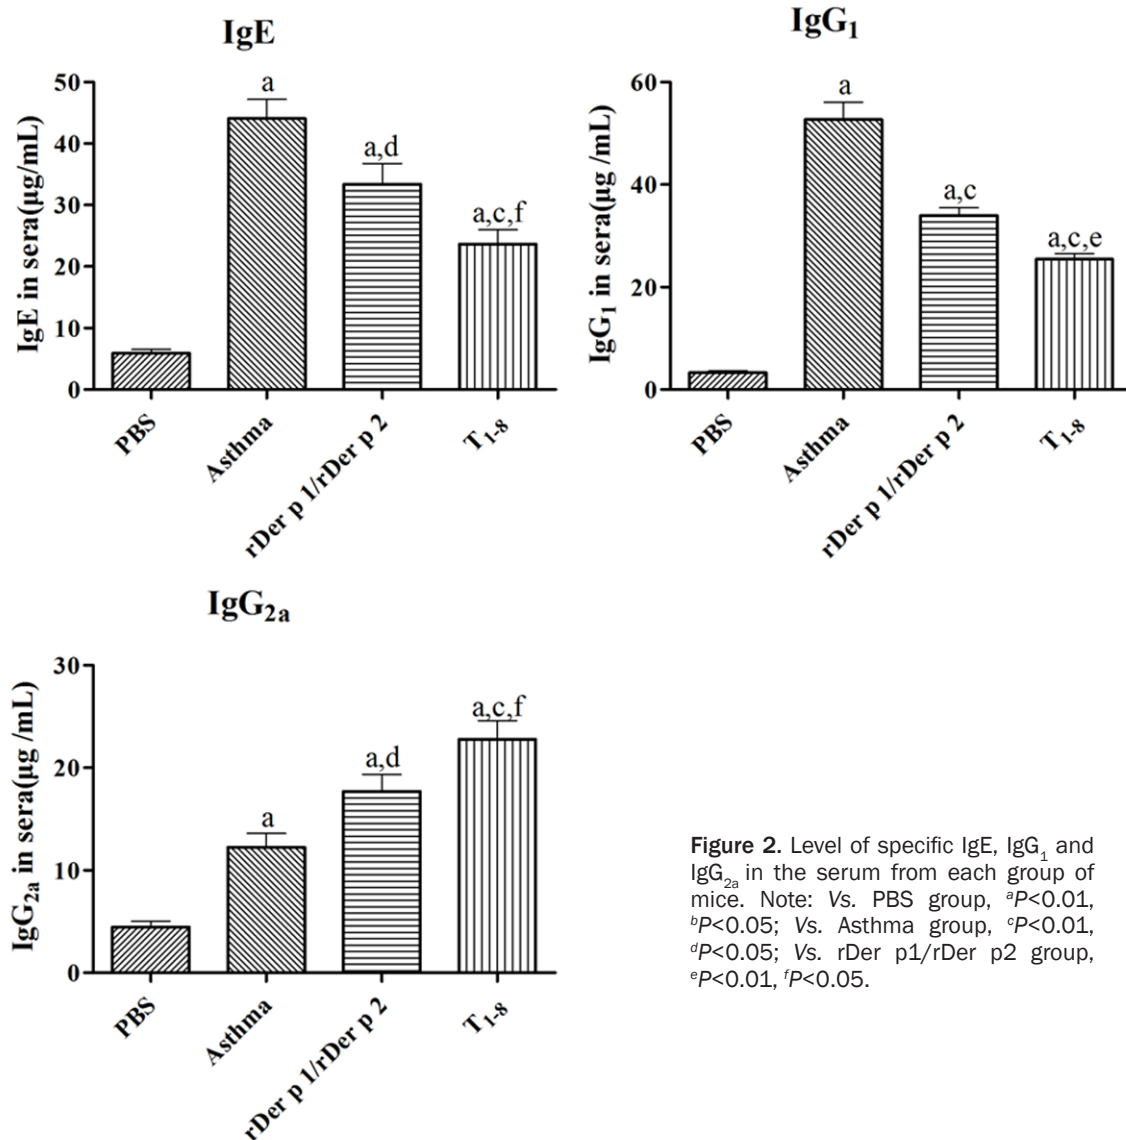 IgE
IgE in sera(µg/mL)
50
40
30
20
10
0
a
a,d
a,c,f
PBS
Asthma
rDer p 1/rDer p 2
T1-8
IgG1
IgG1 in sera(µg /mL)
60
40
20
0
a
a,c
a,c,e
PBS
Asthma
rDer p 1/rDer p 2
T1-8
IgG2a
IgG2a in sera(µg /mL)
30
20
10
0
a
a,d
a,c,f
PBS
Asthma
rDer p 1/rDer p 2
T1-8
Figure 2. Level of specific IgE, IgG1 and
IgG2a in the serum from each group of
mice. Note: Vs. PBS group, aP<0.01,
bP<0.05; Vs. Asthma group, cP<0.01,
dP<0.05; Vs. rDer p1/rDer p2 group,
eP<0.01, fP<0.05.